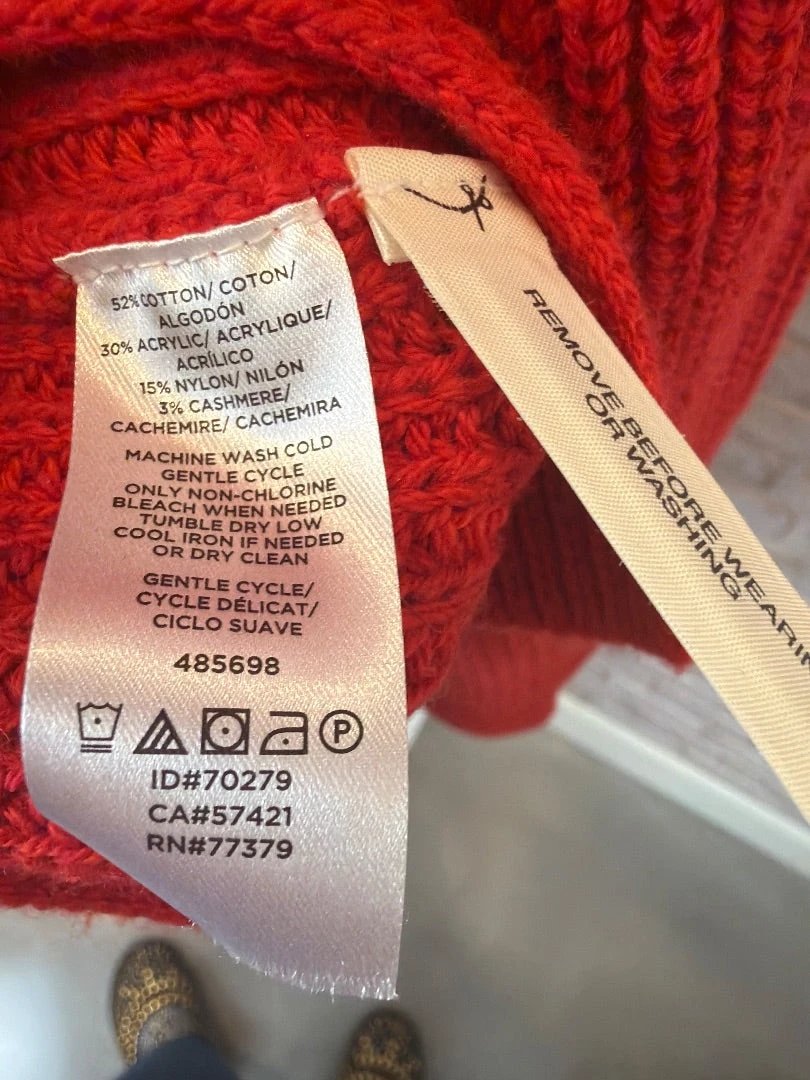 52% COTTON/ COTON/
ALGODÓN
30% ACRYLIC/ ACRYLIQUE/
ACRÍLICO
15% NYLON/ NILÓN
3% CASHMERE/
CACHEMIRE/ CACHEMIRA
MACHINE WASH COLD
GENTLE CYCLE
ONLY NON-CHLORINE
BLEACH WHEN NEEDED
TUMBLE DRY LOW
COOL IRON IF NEEDED
OR DRY CLEAN
GENTLE CYCLE/
CYCLE DÉLICAT/
CICLO SUAVE
485698
P
ID#70279
CA#57421
RN#77379
REMOVE BEFORE WEARIN
OR WASHING